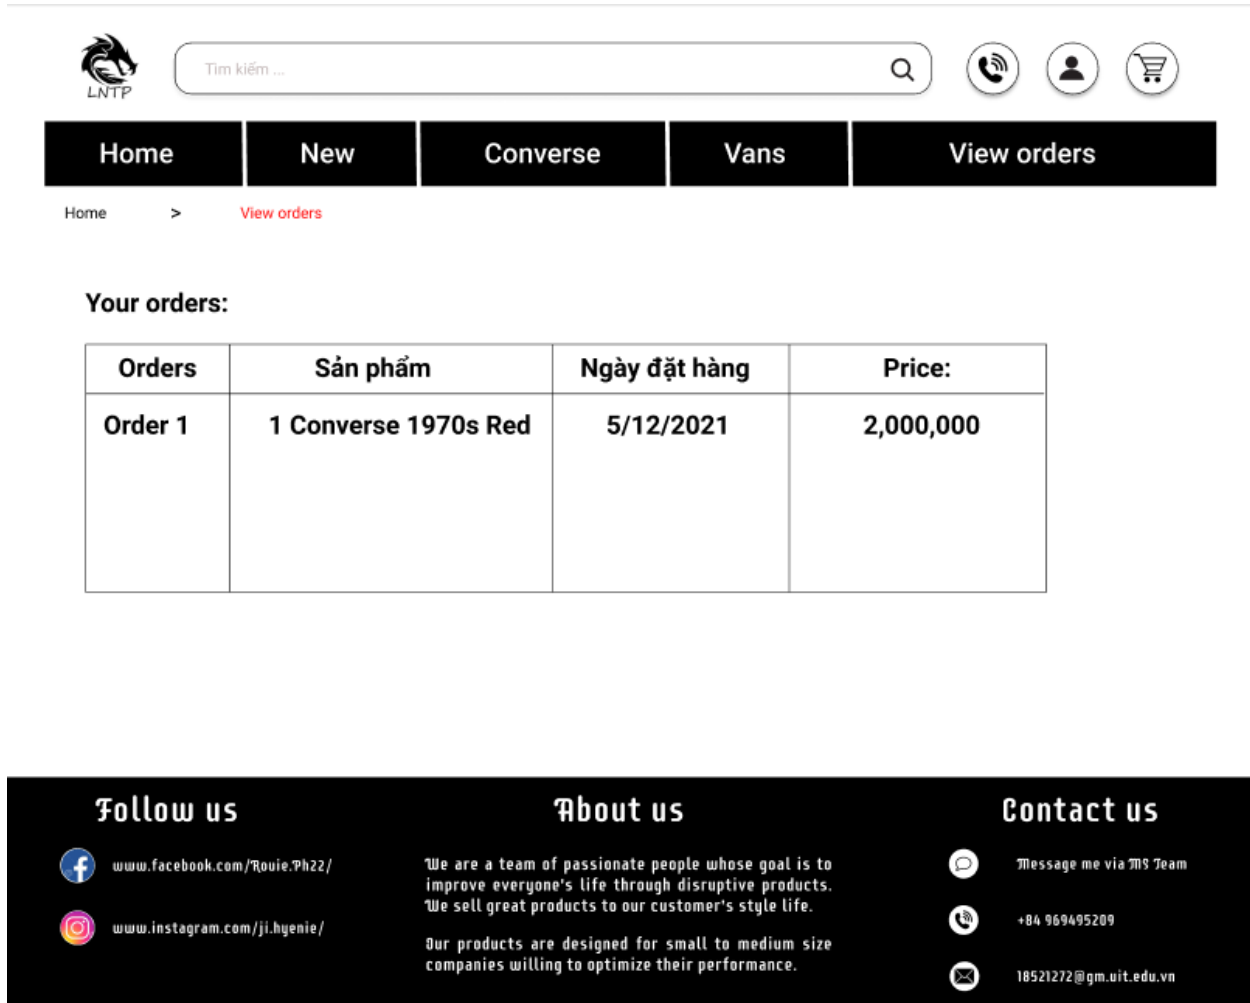 LNTP
Tìm kiếm ...
Home New Converse Vans View orders
Home > View orders
Your orders:
Orders Sản phẩm Ngày đặt hàng Price:
Order 1 1 Converse 1970s Red 5/12/2021 2,000,000
Follow us
www.facebook.com/Rouie.Ph22/
www.instagram.com/ji.hyenie/
About us
We are a team of passionate people whose goal is to
improve everyone's life through disruptive products.
We sell great products to our customer's style life.
Our products are designed for small to medium size
companies willing to optimize their performance.
Contact us
Message me via MS Team
+84 969495209
18521272@gm.uit.edu.vn